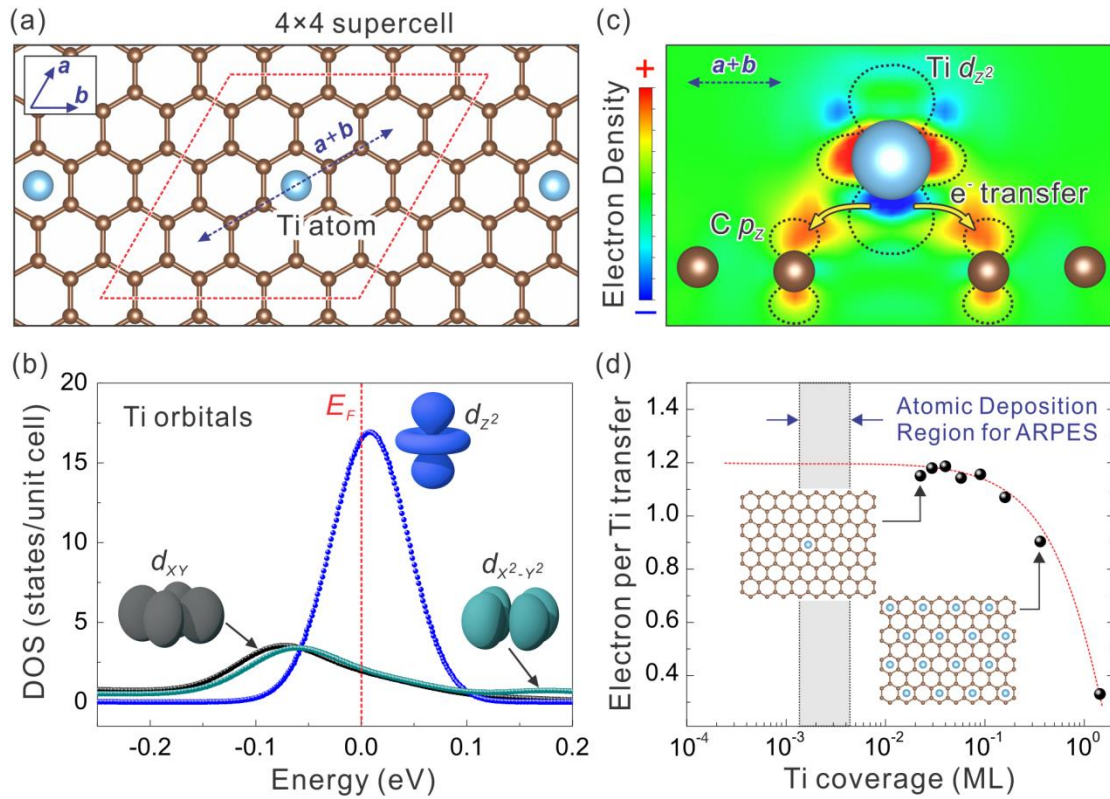 (a)
4×4 supercell
a
b
a+b
Ti atom
(b)
DOS (states/unit cell)
20
15
10
5
0
Ti orbitals
E_F
d_Z²
d_XY
d_X²-Y²
-0.2
-0.1
0.0
0.1
0.2
Energy (eV)
(c)
Electron Density
+
−
a+b
Ti d_Z²
e⁻ transfer
C p_Z
(d)
Electron per Ti transfer
1.4
1.2
1.0
0.8
0.6
0.4
Atomic Deposition
Region for ARPES
10⁻⁴
10⁻³
10⁻²
10⁻¹
10⁰
Ti coverage (ML)